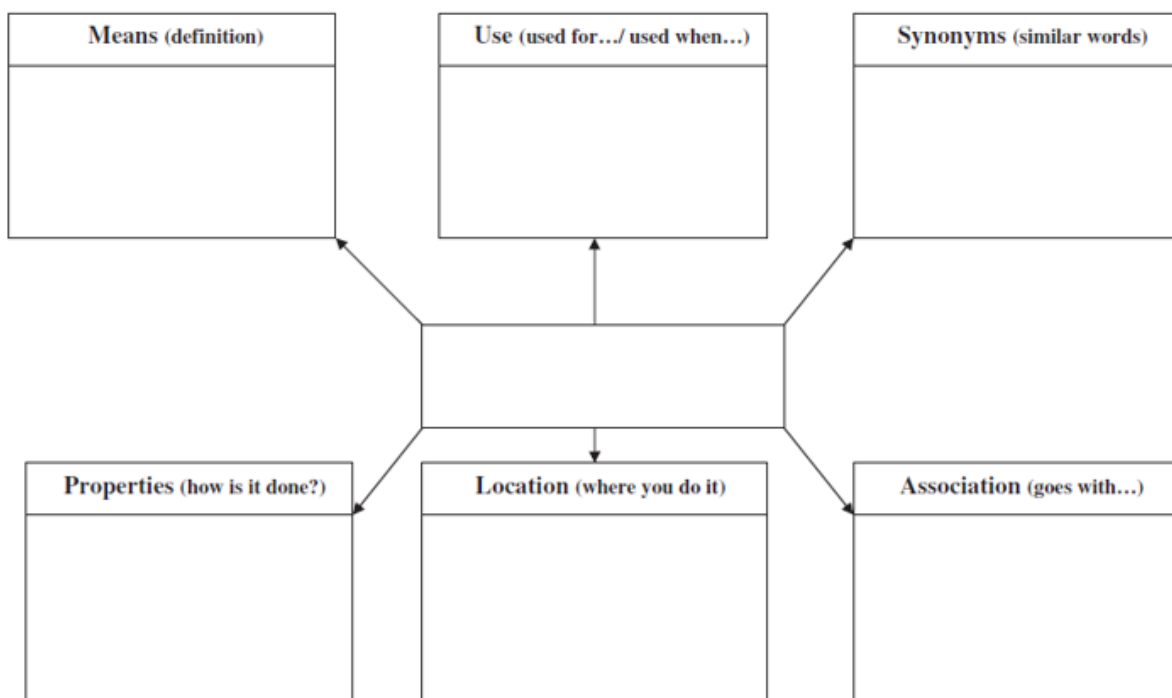 Means (definition)
Use (used for…/ used when…)
Synonyms (similar words)
Properties (how is it done?)
Location (where you do it)
Association (goes with…)